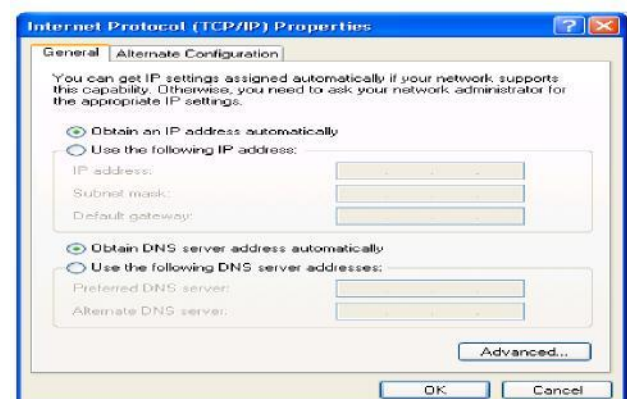 Internet Protocol (TCP/IP) Properties
General Alternate Configuration
You can get IP settings assigned automatically if your network supports
this capability. Otherwise, you need to ask your network administrator for
the appropriate IP settings.
Obtain an IP address automatically
Use the following IP address:
IP address:
Subnet mask:
Default gateway:
Obtain DNS server address automatically
Use the following DNS server addresses:
Preferred DNS server:
Alternate DNS server:
Advanced...
OK Cancel